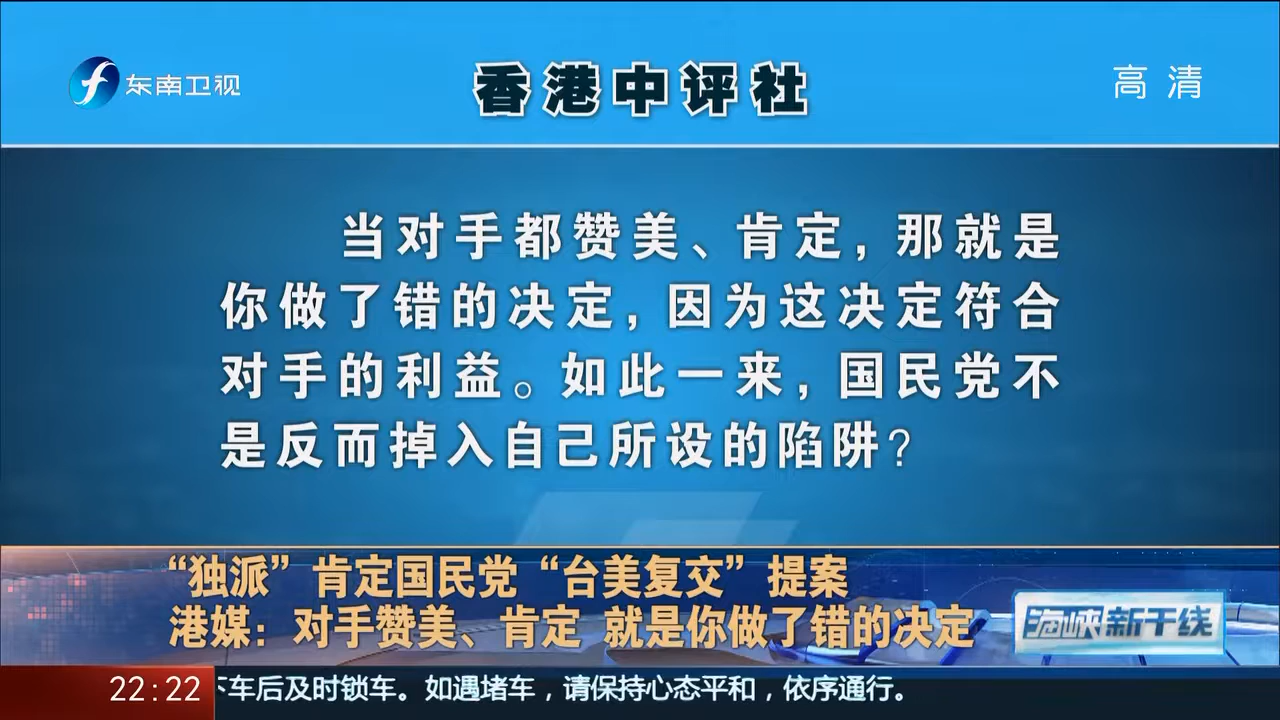 东南卫视
香港中评社
高清
当对手都赞美、肯定，那就是
你做了错的决定，因为这决定符合
对手的利益。如此一来，国民党不
是反而掉入自己所设的陷阱？
“独派”肯定国民党“台美复交”提案
港媒：对手赞美、肯定 就是你做了错的决定
海峡新干线
22:22
下车后及时锁车。如遇堵车，请保持心态平和，依序通行。